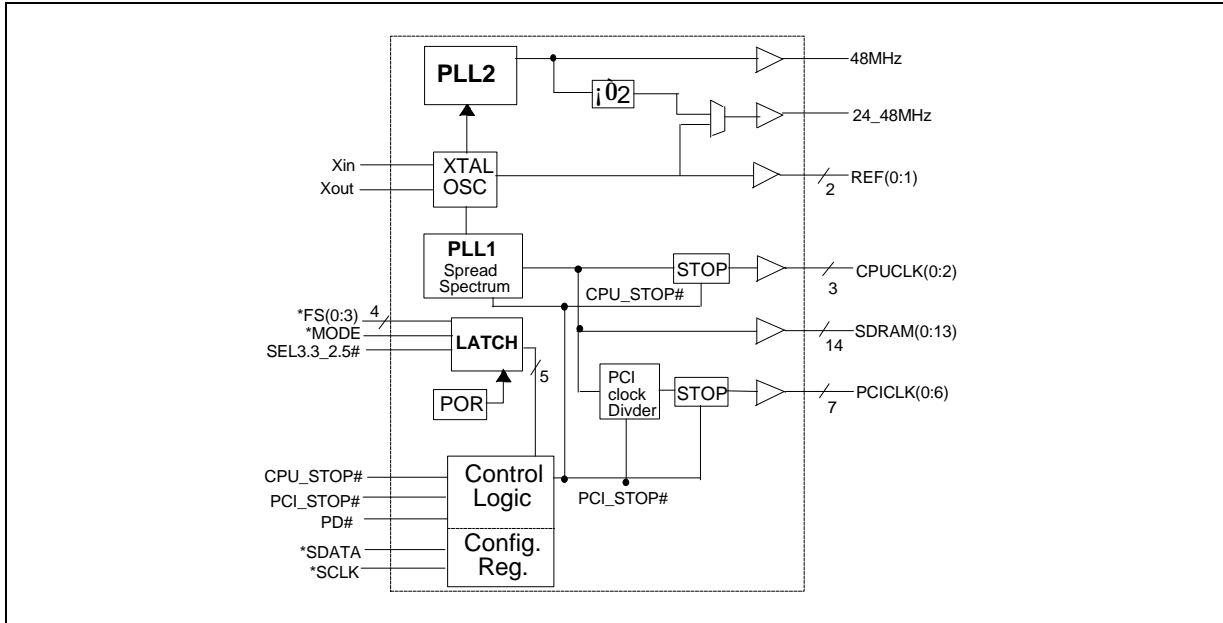 PLL2
48MHz
¡Ò2
24_48MHz
Xin
Xout
XTAL
OSC
REF(0:1)
2
PLL1
Spread
Spectrum
STOP
CPUCLK(0:2)
3
CPU_STOP#
*FS(0:3)
4
*MODE
SEL3.3_2.5#
LATCH
5
SDRAM(0:13)
14
POR
PCI
clock
Divder
STOP
PCICLK(0:6)
7
CPU_STOP#
PCI_STOP#
PD#
Control
Logic
PCI_STOP#
*SDATA
*SCLK
Config.
Reg.